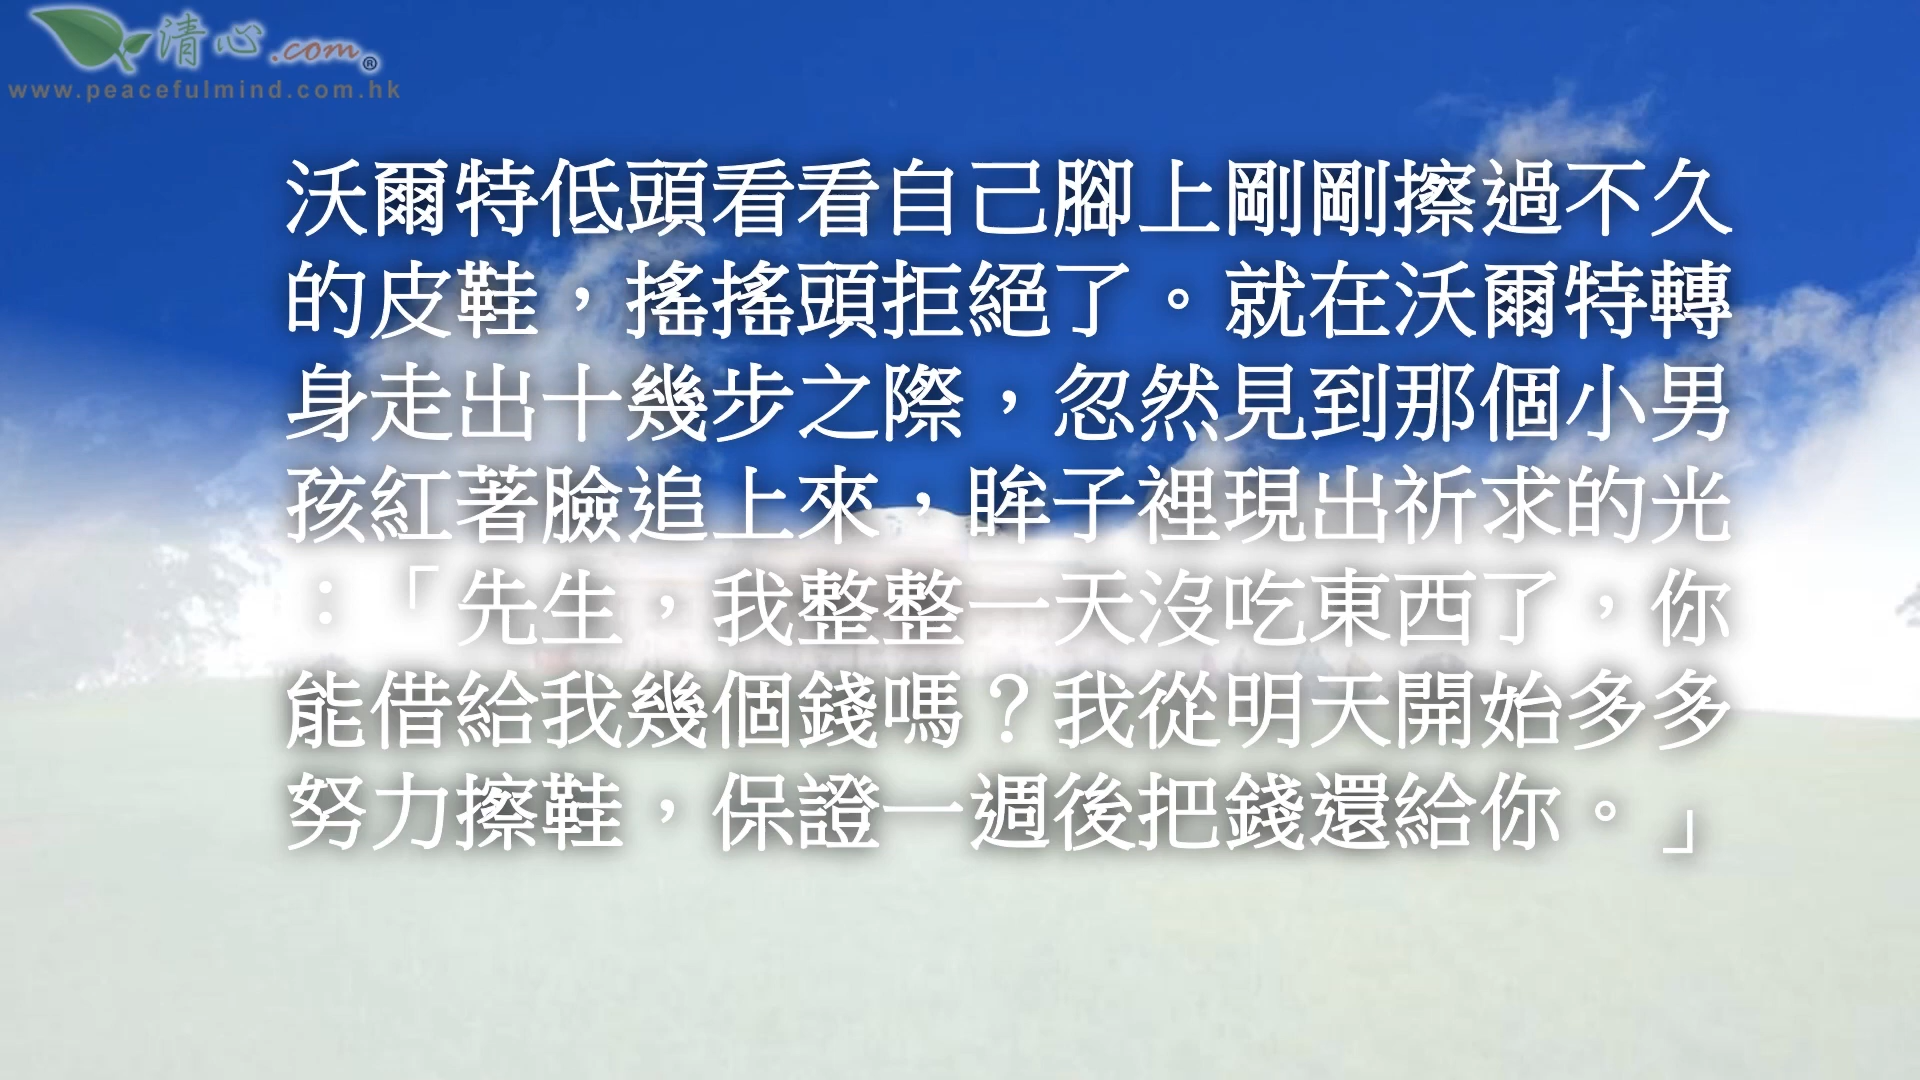 清心.com®
www.peacefulmind.com.hk
沃爾特低頭看看自己腳上剛剛擦過不久
的皮鞋，搖搖頭拒絕了。就在沃爾特轉
身走出十幾步之際，忽然見到那個小男
孩紅著臉追上來，眸子裡現出祈求的光
：「先生，我整整一天沒吃東西了，你
能借給我幾個錢嗎？我從明天開始多多
努力擦鞋，保證一週後把錢還給你。」